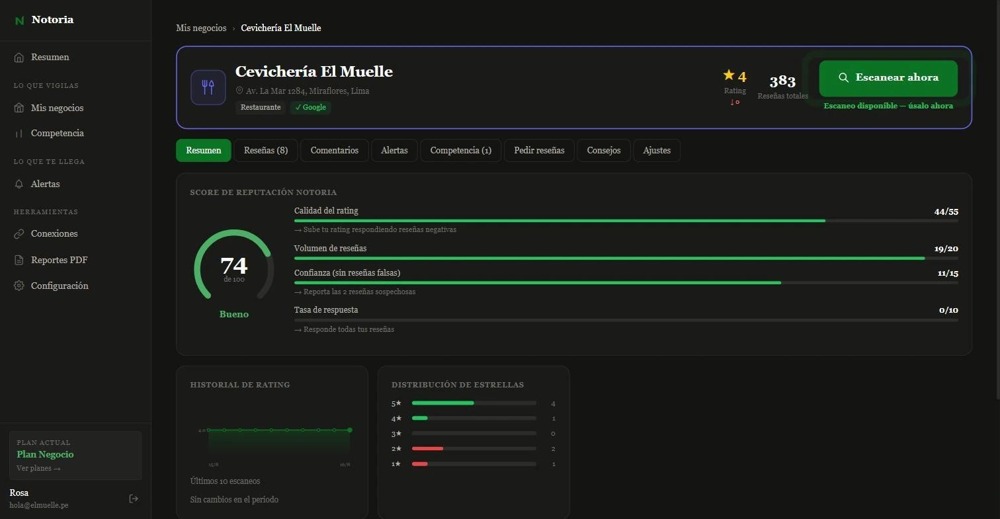 Notoria
Resumen
LO QUE VIGILAS
Mis negocios
Competencia
LO QUE TE LLEGA
Alertas
HERRAMIENTAS
Conexiones
Reportes PDF
Configuración
PLAN ACTUAL
Plan Negocio
Ver planes →
Rosa
hola@elmuelle.pe
Mis negocios › Cevichería El Muelle
Cevichería El Muelle
Av. La Mar 1284, Miraflores, Lima
Restaurante ✓ Google
★ 4
Rating
↓0
383
Reseñas totales
Escanear ahora
Escaneo disponible — úsalo ahora
Resumen Reseñas (8) Comentarios Alertas Competencia (1) Pedir reseñas Consejos Ajustes
SCORE DE REPUTACIÓN NOTORIA
74
de 100
Bueno
Calidad del rating 44/55
→ Sube tu rating respondiendo reseñas negativas
Volumen de reseñas 19/20
Confianza (sin reseñas falsas) 11/15
→ Reporta las 2 reseñas sospechosas
Tasa de respuesta 0/10
→ Responde todas tus reseñas
HISTORIAL DE RATING
4.0
15/8 16/8
Últimos 10 escaneos
Sin cambios en el periodo
DISTRIBUCIÓN DE ESTRELLAS
5★ 4
4★ 1
3★ 0
2★ 2
1★ 1